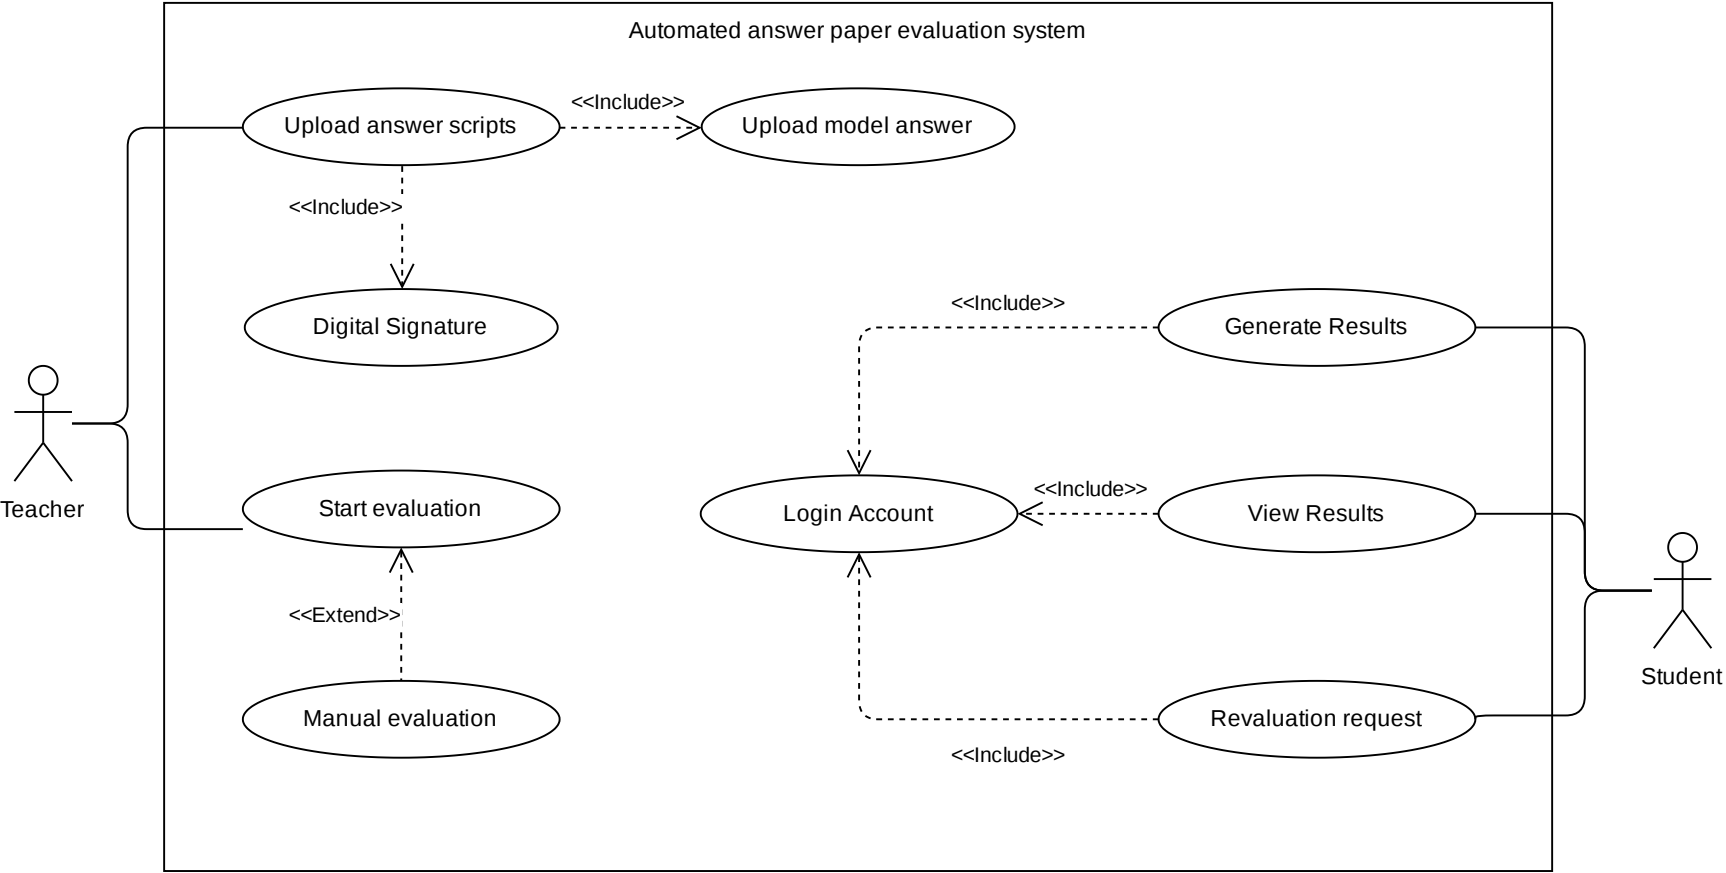 Automated answer paper evaluation system
<<Include>>
Upload answer scripts
Upload model answer
<<Include>>
<<Include>>
Digital Signature
Generate Results
<<Include>>
Teacher
Start evaluation
Login Account
View Results
<<Extend>>
Student
Manual evaluation
Revaluation request
<<Include>>